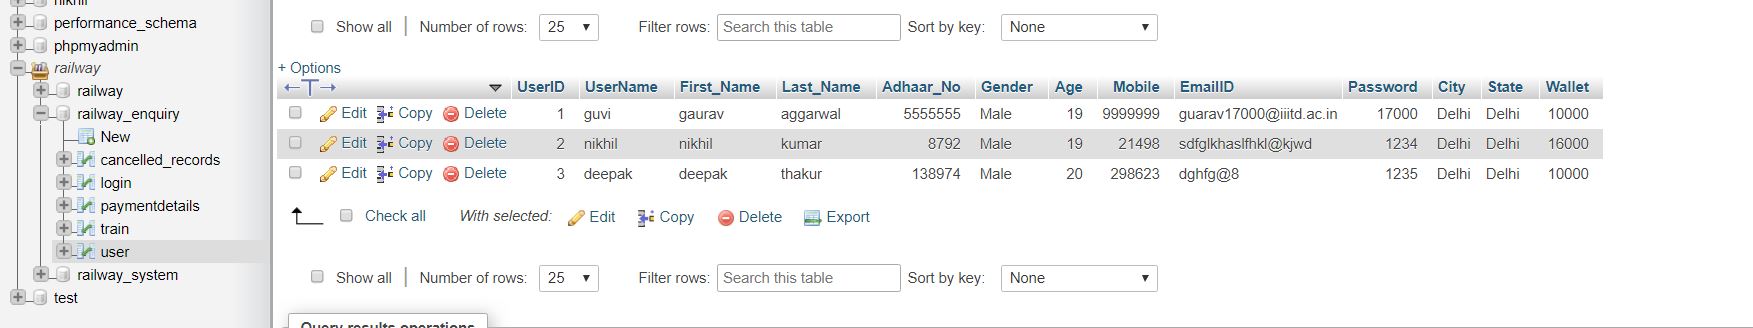 nikhil
performance_schema
phpmyadmin
railway
railway
railway_enquiry
New
cancelled_records
login
paymentdetails
train
user
railway_system
test
Show all | Number of rows: 25 Filter rows: Search this table Sort by key: None
+ Options
UserID UserName First_Name Last_Name Adhaar_No Gender Age Mobile EmailID Password City State Wallet
Edit Copy Delete 1 guvi gaurav aggarwal 5555555 Male 19 9999999 guarav17000@iiitd.ac.in 17000 Delhi Delhi 10000
Edit Copy Delete 2 nikhil nikhil kumar 8792 Male 19 21498 sdfglkhaslfhkl@kjwd 1234 Delhi Delhi 16000
Edit Copy Delete 3 deepak deepak thakur 138974 Male 20 298623 dghfg@8 1235 Delhi Delhi 10000
Check all With selected: Edit Copy Delete Export
Show all | Number of rows: 25 Filter rows: Search this table Sort by key: None
Query results operations